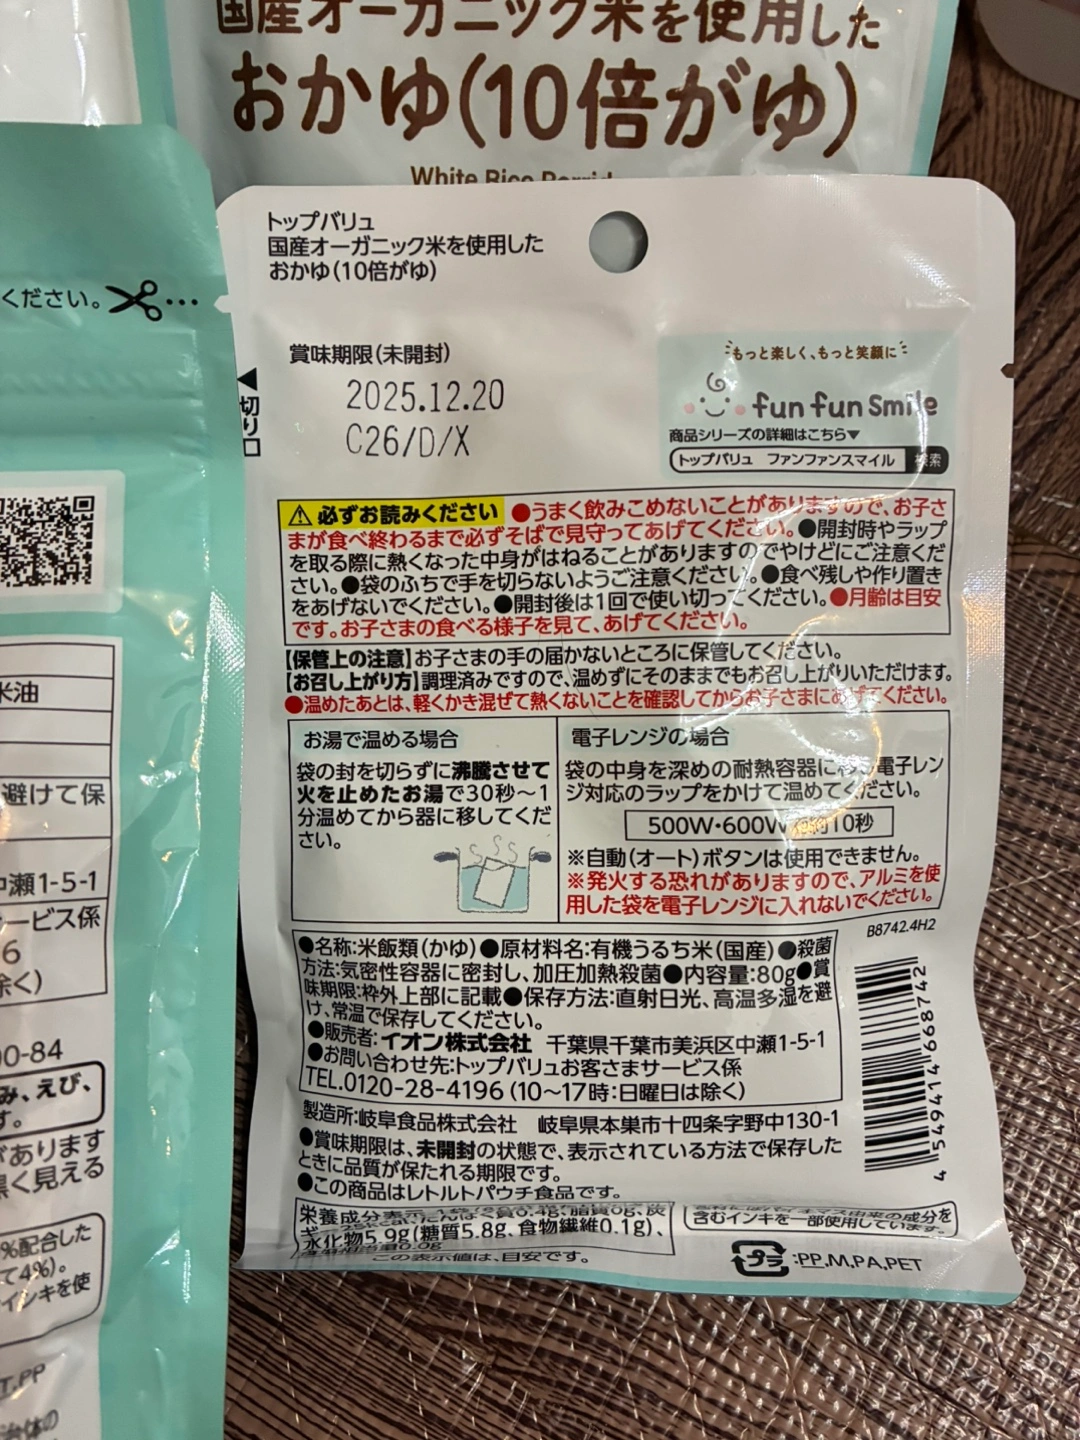 国産オーガニック米を使用した
おかゆ(10倍がゆ)
White Rice
トップバリュ
国産オーガニック米を使用した
おかゆ(10倍がゆ)
ください。
賞味期限(未開封)
2025.12.20
C26/D/X
切り口
もっと楽しく、もっと笑顔に
fun fun Smile
商品シリーズの詳細はこちら▼
トップバリュ ファンファンスマイル 検索
⚠必ずお読みください ●うまく飲みこめないことがありますので、お子さ
まが食べ終わるまで必ずそばで見守ってあげてください。●開封時やラップ
を取る際に熱くなった中身がはねることがありますのでやけどにご注意くだ
さい。●袋のふちで手を切らないようご注意ください。●食べ残しや作り置き
をあげないでください。●開封後は1回で使い切ってください。●月齢は目安
です。お子さまの食べる様子を見て、あげてください。
【保管上の注意】お子さまの手の届かないところに保管してください。
【お召し上がり方】調理済みですので、温めずにそのままでもお召し上がりいただけます。
●温めたあとは、軽くかき混ぜて熱くないことを確認してからお子さまにあげてください。
お湯で温める場合
袋の封を切らずに沸騰させて
火を止めたお湯で30秒〜1
分温めてから器に移してくだ
さい。
電子レンジの場合
袋の中身を深めの耐熱容器に移し電子レン
ジ対応のラップをかけて温めてください。
500W・600W 約10秒
※自動(オート)ボタンは使用できません。
※発火する恐れがありますので、アルミを使
用した袋を電子レンジに入れないでください。
B8742.4H2
●名称:米飯類(かゆ)●原材料名:有機うるち米(国産)●殺菌
方法:気密性容器に密封し、加圧加熱殺菌●内容量:80g●賞
味期限:枠外上部に記載●保存方法:直射日光、高温多湿を避
け、常温で保存してください。
●販売者:イオン株式会社 千葉県千葉市美浜区中瀬1-5-1
●お問い合わせ先:トップバリュお客さまサービス係
TEL.0120-28-4196(10〜17時:日曜日は除く)
製造所:岐阜食品株式会社 岐阜県本巣市十四条字野中130-1
●賞味期限は、未開封の状態で、表示されている方法で保存した
ときに品質が保たれる期限です。
●この商品はレトルトパウチ食品です。
栄養成分表示
たんぱく質0.4g、脂質0g、炭
水化物5.9g(糖質5.8g、食物繊維0.1g)、
この表示値は、目安です。
由来の成分を
含むインキを一部使用しています。
プラ :PP,M,PA,PET
4 549414 668742
米油
避けて保
中瀬1-5-1
ービス係
6
除く)
00-84
み、えび、
す。
があります
黒く見える
%配合した
て4%)。
インキを使
T.PP
治体の